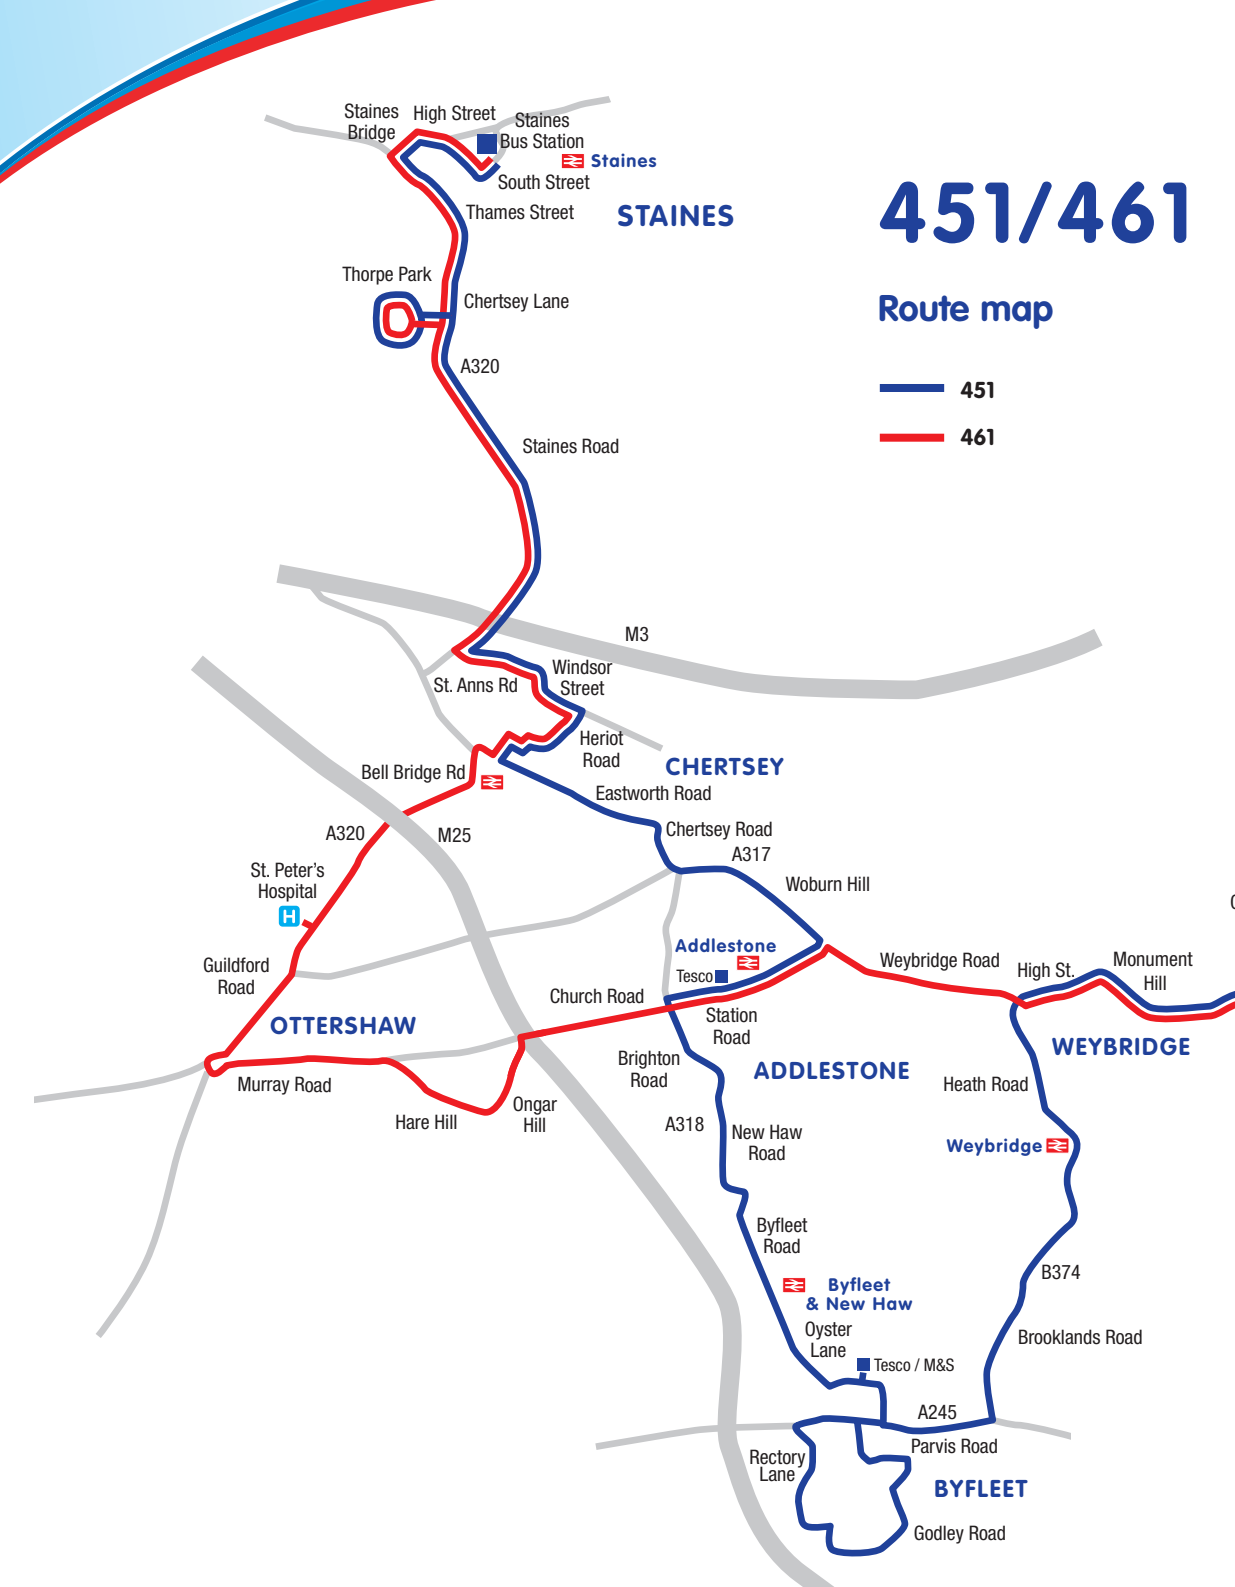 Staines
Bridge
High Street
Staines
Bus Station
Staines
South Street
Thames Street
STAINES
451/461
Route map
451
461
Thorpe Park
Chertsey Lane
A320
Staines Road
M3
Windsor
Street
St. Anns Rd
Heriot
Road
CHERTSEY
Bell Bridge Rd
Eastworth Road
A320
M25
Chertsey Road
A317
St. Peter's
Hospital
H
Woburn Hill
Addlestone
Tesco
Weybridge Road
High St.
Monument
Hill
Guildford
Road
Church Road
Station
Road
OTTERSHAW
WEYBRIDGE
Brighton
Road
ADDLESTONE
Murray Road
Heath Road
Hare Hill
Ongar
Hill
A318
New Haw
Road
Weybridge
Byfleet
Road
B374
Byfleet
& New Haw
Oyster
Lane
Brooklands Road
Tesco / M&S
A245
Parvis Road
Rectory
Lane
BYFLEET
Godley Road